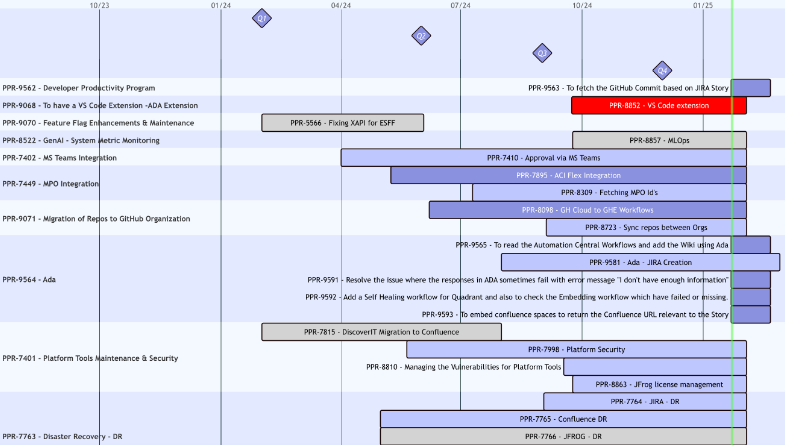 10/23 01/24 04/24 07/24 10/24 01/25
Q1
Q2
Q3
Q4
PPR-9562 - Developer Productivity Program PPR-9563 - To fetch the GitHub Commit based on JIRA Story
PPR-9068 - To have a VS Code Extension -ADA Extension PPR-8852 - VS Code extension
PPR-9070 - Feature Flag Enhancements & Maintenance PPR-5566 - Fixing XAPI for ESFF
PPR-8522 - GenAI - System Metric Monitoring PPR-8857 - MLOps
PPR-7402 - MS Teams Integration PPR-7410 - Approval via MS Teams
PPR-7895 - ACI Flex Integration
PPR-7449 - MPO Integration
PPR-8309 - Fetching MPO Id's
PPR-8098 - GH Cloud to GHE Workflows
PPR-9071 - Migration of Repos to GitHub Organization
PPR-8723 - Sync repos between Orgs
PPR-9565 - To read the Automation Central Workflows and add the Wiki using Ada
PPR-9581 - Ada - JIRA Creation
PPR-9564 - Ada PPR-9591 - Resolve the Issue where the responses in ADA sometimes fail with error message "I don't have enough information"
PPR-9592 - Add a Self Healing workflow for Quadrant and also to check the Embedding workflow which have failed or missing.
PPR-9593 - To embed confluence spaces to return the Confluence URL relevant to the Story
PPR-7815 - DiscoverIT Migration to Confluence
PPR-7998 - Platform Security
PPR-7401 - Platform Tools Maintenance & Security
PPR-8810 - Managing the Vulnerabilities for Platform Tools
PPR-8863 - JFrog license management
PPR-7764 - JIRA - DR
PPR-7765 - Confluence DR
PPR-7763 - Disaster Recovery - DR PPR-7766 - JFROG - DR